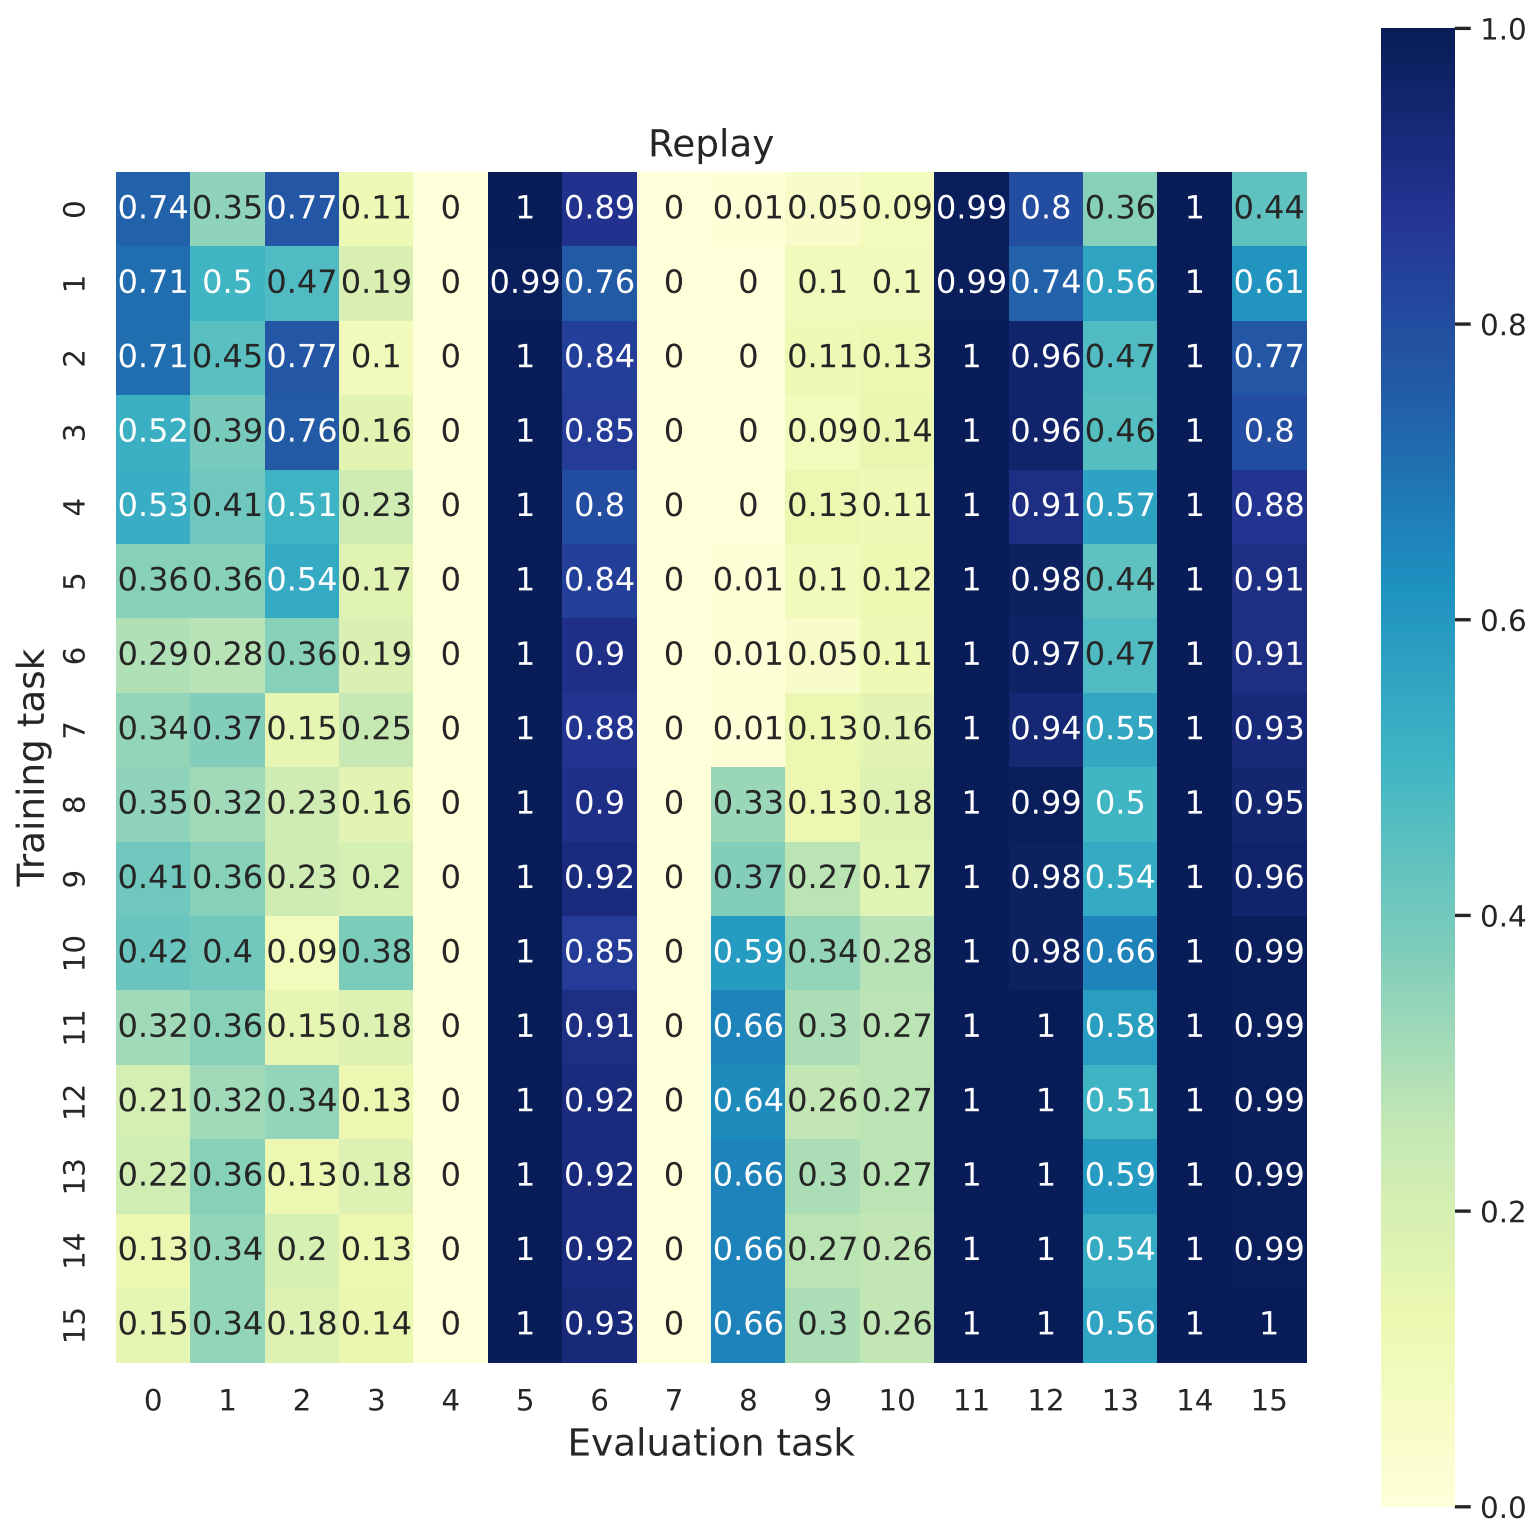 Replay
0 0.74 0.35 0.77 0.11 0 1 0.89 0 0.01 0.05 0.09 0.99 0.8 0.36 1 0.44
1 0.71 0.5 0.47 0.19 0 0.99 0.76 0 0 0.1 0.1 0.99 0.74 0.56 1 0.61
2 0.71 0.45 0.77 0.1 0 1 0.84 0 0 0.11 0.13 1 0.96 0.47 1 0.77
3 0.52 0.39 0.76 0.16 0 1 0.85 0 0 0.09 0.14 1 0.96 0.46 1 0.8
4 0.53 0.41 0.51 0.23 0 1 0.8 0 0 0.13 0.11 1 0.91 0.57 1 0.88
5 0.36 0.36 0.54 0.17 0 1 0.84 0 0.01 0.1 0.12 1 0.98 0.44 1 0.91
6 0.29 0.28 0.36 0.19 0 1 0.9 0 0.01 0.05 0.11 1 0.97 0.47 1 0.91
7 0.34 0.37 0.15 0.25 0 1 0.88 0 0.01 0.13 0.16 1 0.94 0.55 1 0.93
8 0.35 0.32 0.23 0.16 0 1 0.9 0 0.33 0.13 0.18 1 0.99 0.5 1 0.95
9 0.41 0.36 0.23 0.2 0 1 0.92 0 0.37 0.27 0.17 1 0.98 0.54 1 0.96
10 0.42 0.4 0.09 0.38 0 1 0.85 0 0.59 0.34 0.28 1 0.98 0.66 1 0.99
11 0.32 0.36 0.15 0.18 0 1 0.91 0 0.66 0.3 0.27 1 1 0.58 1 0.99
12 0.21 0.32 0.34 0.13 0 1 0.92 0 0.64 0.26 0.27 1 1 0.51 1 0.99
13 0.22 0.36 0.13 0.18 0 1 0.92 0 0.66 0.3 0.27 1 1 0.59 1 0.99
14 0.13 0.34 0.2 0.13 0 1 0.92 0 0.66 0.27 0.26 1 1 0.54 1 0.99
15 0.15 0.34 0.18 0.14 0 1 0.93 0 0.66 0.3 0.26 1 1 0.56 1 1
0 1 2 3 4 5 6 7 8 9 10 11 12 13 14 15
Evaluation task
Training task
1.0
0.8
0.6
0.4
0.2
0.0